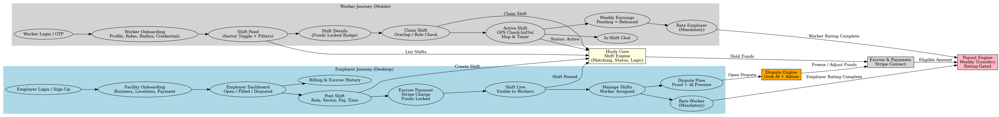 Worker Journey (Mobile)
Worker Login / OTP
Worker Onboarding
Profile, Roles, Radius, Credentials
Shift Feed
(Sector Toggle + Filters)
Shift Details
(Funds Locked Badge)
Claim Shift
Overlap / Role Check
Claim Shift
Active Shift
GPS Check-In/Out
Map & Timer
Weekly Earnings
Pending → Released
In-Shift Chat
Rate Employer
(Mandatory)
Status: Active
List Shifts
Worker Rating Complete
Huzly Core
Shift Engine
(Matching, Status, Logic)
Hold Funds
Escrow & Payments
Stripe Connect
Eligible Amount
Payout Engine
Weekly Transfers
Rating-Gated
Freeze / Adjust Funds
Dispute Engine
Grok AI + Admin
Open Dispute
Employer Rating Complete
Employer Journey (Desktop)
Create Shift
Shift Posted
Employer Login / Sign-Up
Facility Onboarding
Business, Locations, Payment
Employer Dashboard
Open / Filled / Disputed
Billing & Escrow History
Post Shift
Role, Sector, Pay, Time
Escrow Payment
Stripe Charge
Funds Locked
Shift Live
Visible to Workers
Manage Shifts
Worker Assigned
Dispute Flow
Proof + AI Preview
Rate Worker
(Mandatory)